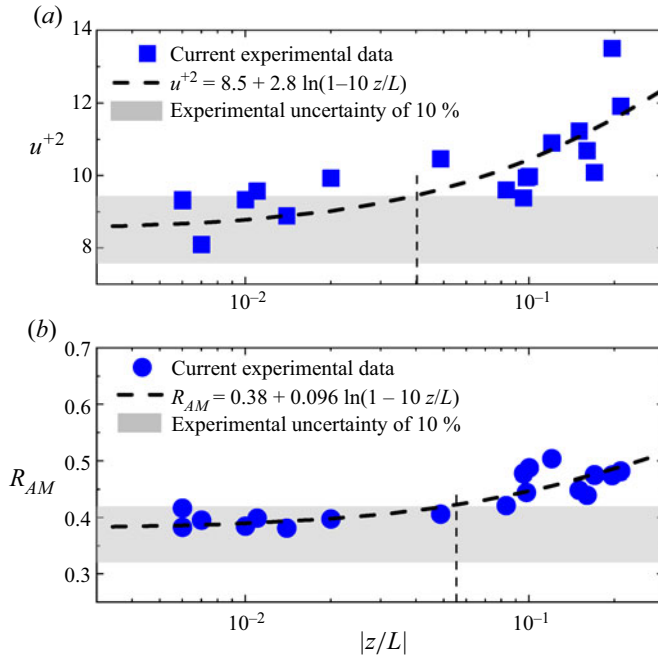 (a)
14
12
10
8
u⁺²
Current experimental data
u⁺² = 8.5 + 2.8 ln(1–10 z/L)
Experimental uncertainty of 10 %
10⁻²
10⁻¹
(b)
0.7
0.6
0.5
0.4
0.3
R_AM
Current experimental data
R_AM = 0.38 + 0.096 ln(1 – 10 z/L)
Experimental uncertainty of 10 %
10⁻²
10⁻¹
|z/L|